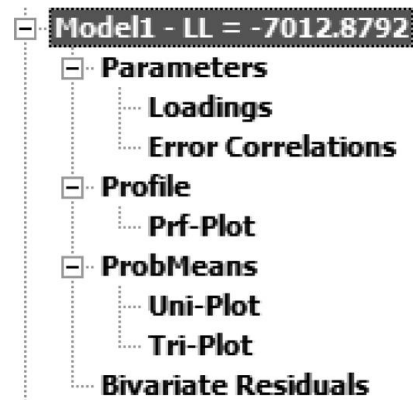 Model1 - LL = -7012.8792
Parameters
Loadings
Error Correlations
Profile
Prf-Plot
ProbMeans
Uni-Plot
Tri-Plot
Bivariate Residuals